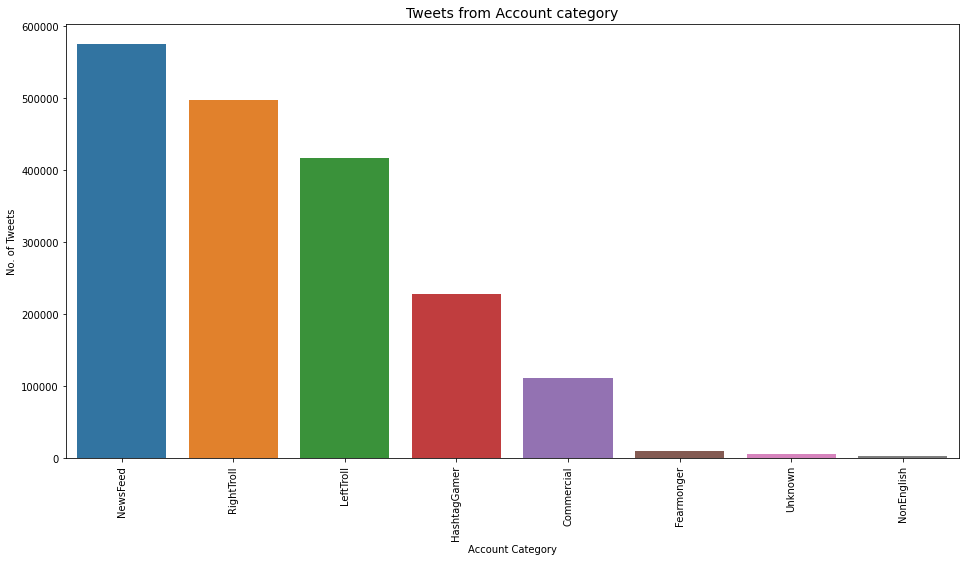 Tweets from Account category
No. of Tweets
600000
500000
400000
300000
200000
100000
0
NewsFeed
RightTroll
LeftTroll
HashtagGamer
Commercial
Fearmonger
Unknown
NonEnglish
Account Category